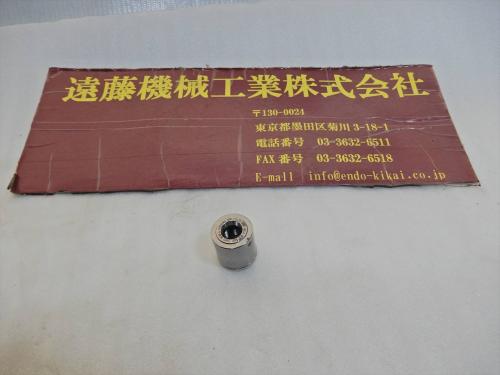 遠藤機械工業株式会社
〒130-0024
東京都墨田区菊川3-18-1
電話番号 03-3632-6511
FAX番号 03-3632-6518
E-mail info@endo-kikai.co.jp